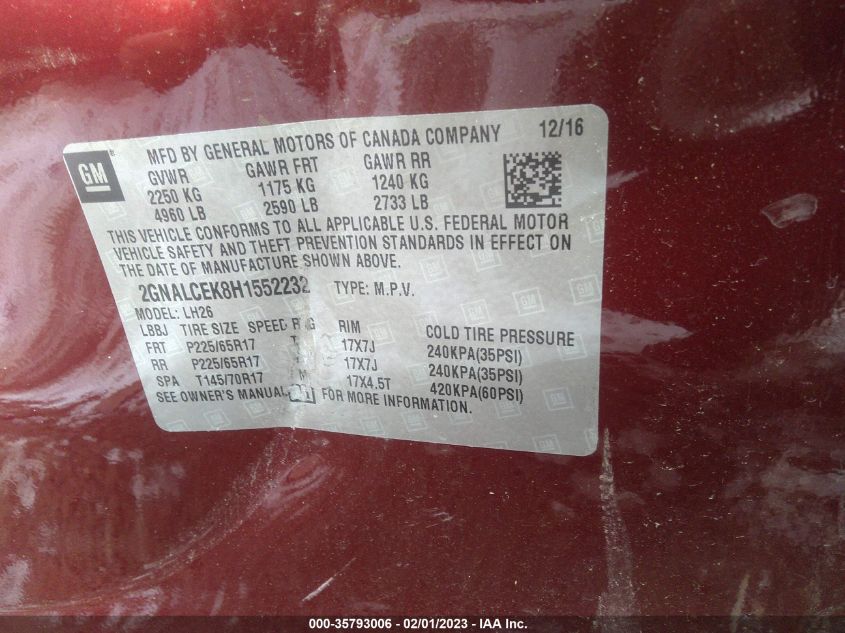 GM
MFD BY GENERAL MOTORS OF CANADA COMPANY 12/16
GVWR GAWR FRT GAWR RR
2250 KG 1175 KG 1240 KG
4960 LB 2590 LB 2733 LB
THIS VEHICLE CONFORMS TO ALL APPLICABLE U.S. FEDERAL MOTOR
VEHICLE SAFETY AND THEFT PREVENTION STANDARDS IN EFFECT ON
THE DATE OF MANUFACTURE SHOWN ABOVE.
2GNALCEK8H1552232 TYPE: M.P.V.
MODEL: LH26
LBBJ TIRE SIZE SPEED RIM COLD TIRE PRESSURE
FRT P225/65R17 17X7J 240KPA(35PSI)
RR P225/65R17 17X7J 240KPA(35PSI)
SPA T145/70R17 M 17X4.5T 420KPA(60PSI)
SEE OWNER'S MANUAL FOR MORE INFORMATION.
000-35793006 - 02/01/2023 - IAA Inc.